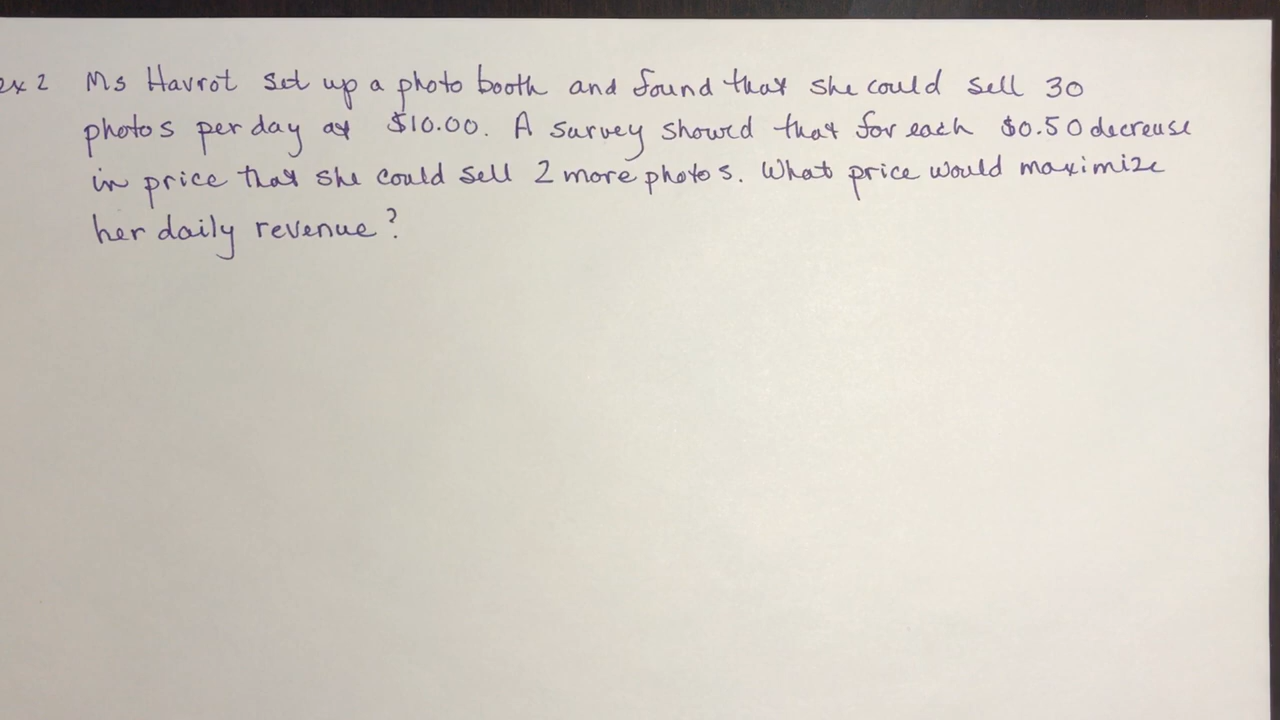 ex 2 Ms Havrot set up a photo booth and found that she could sell 30
photos per day at $10.00. A survey showed that for each $0.50 decrease
in price that she could sell 2 more photos. What price would maximize
her daily revenue?